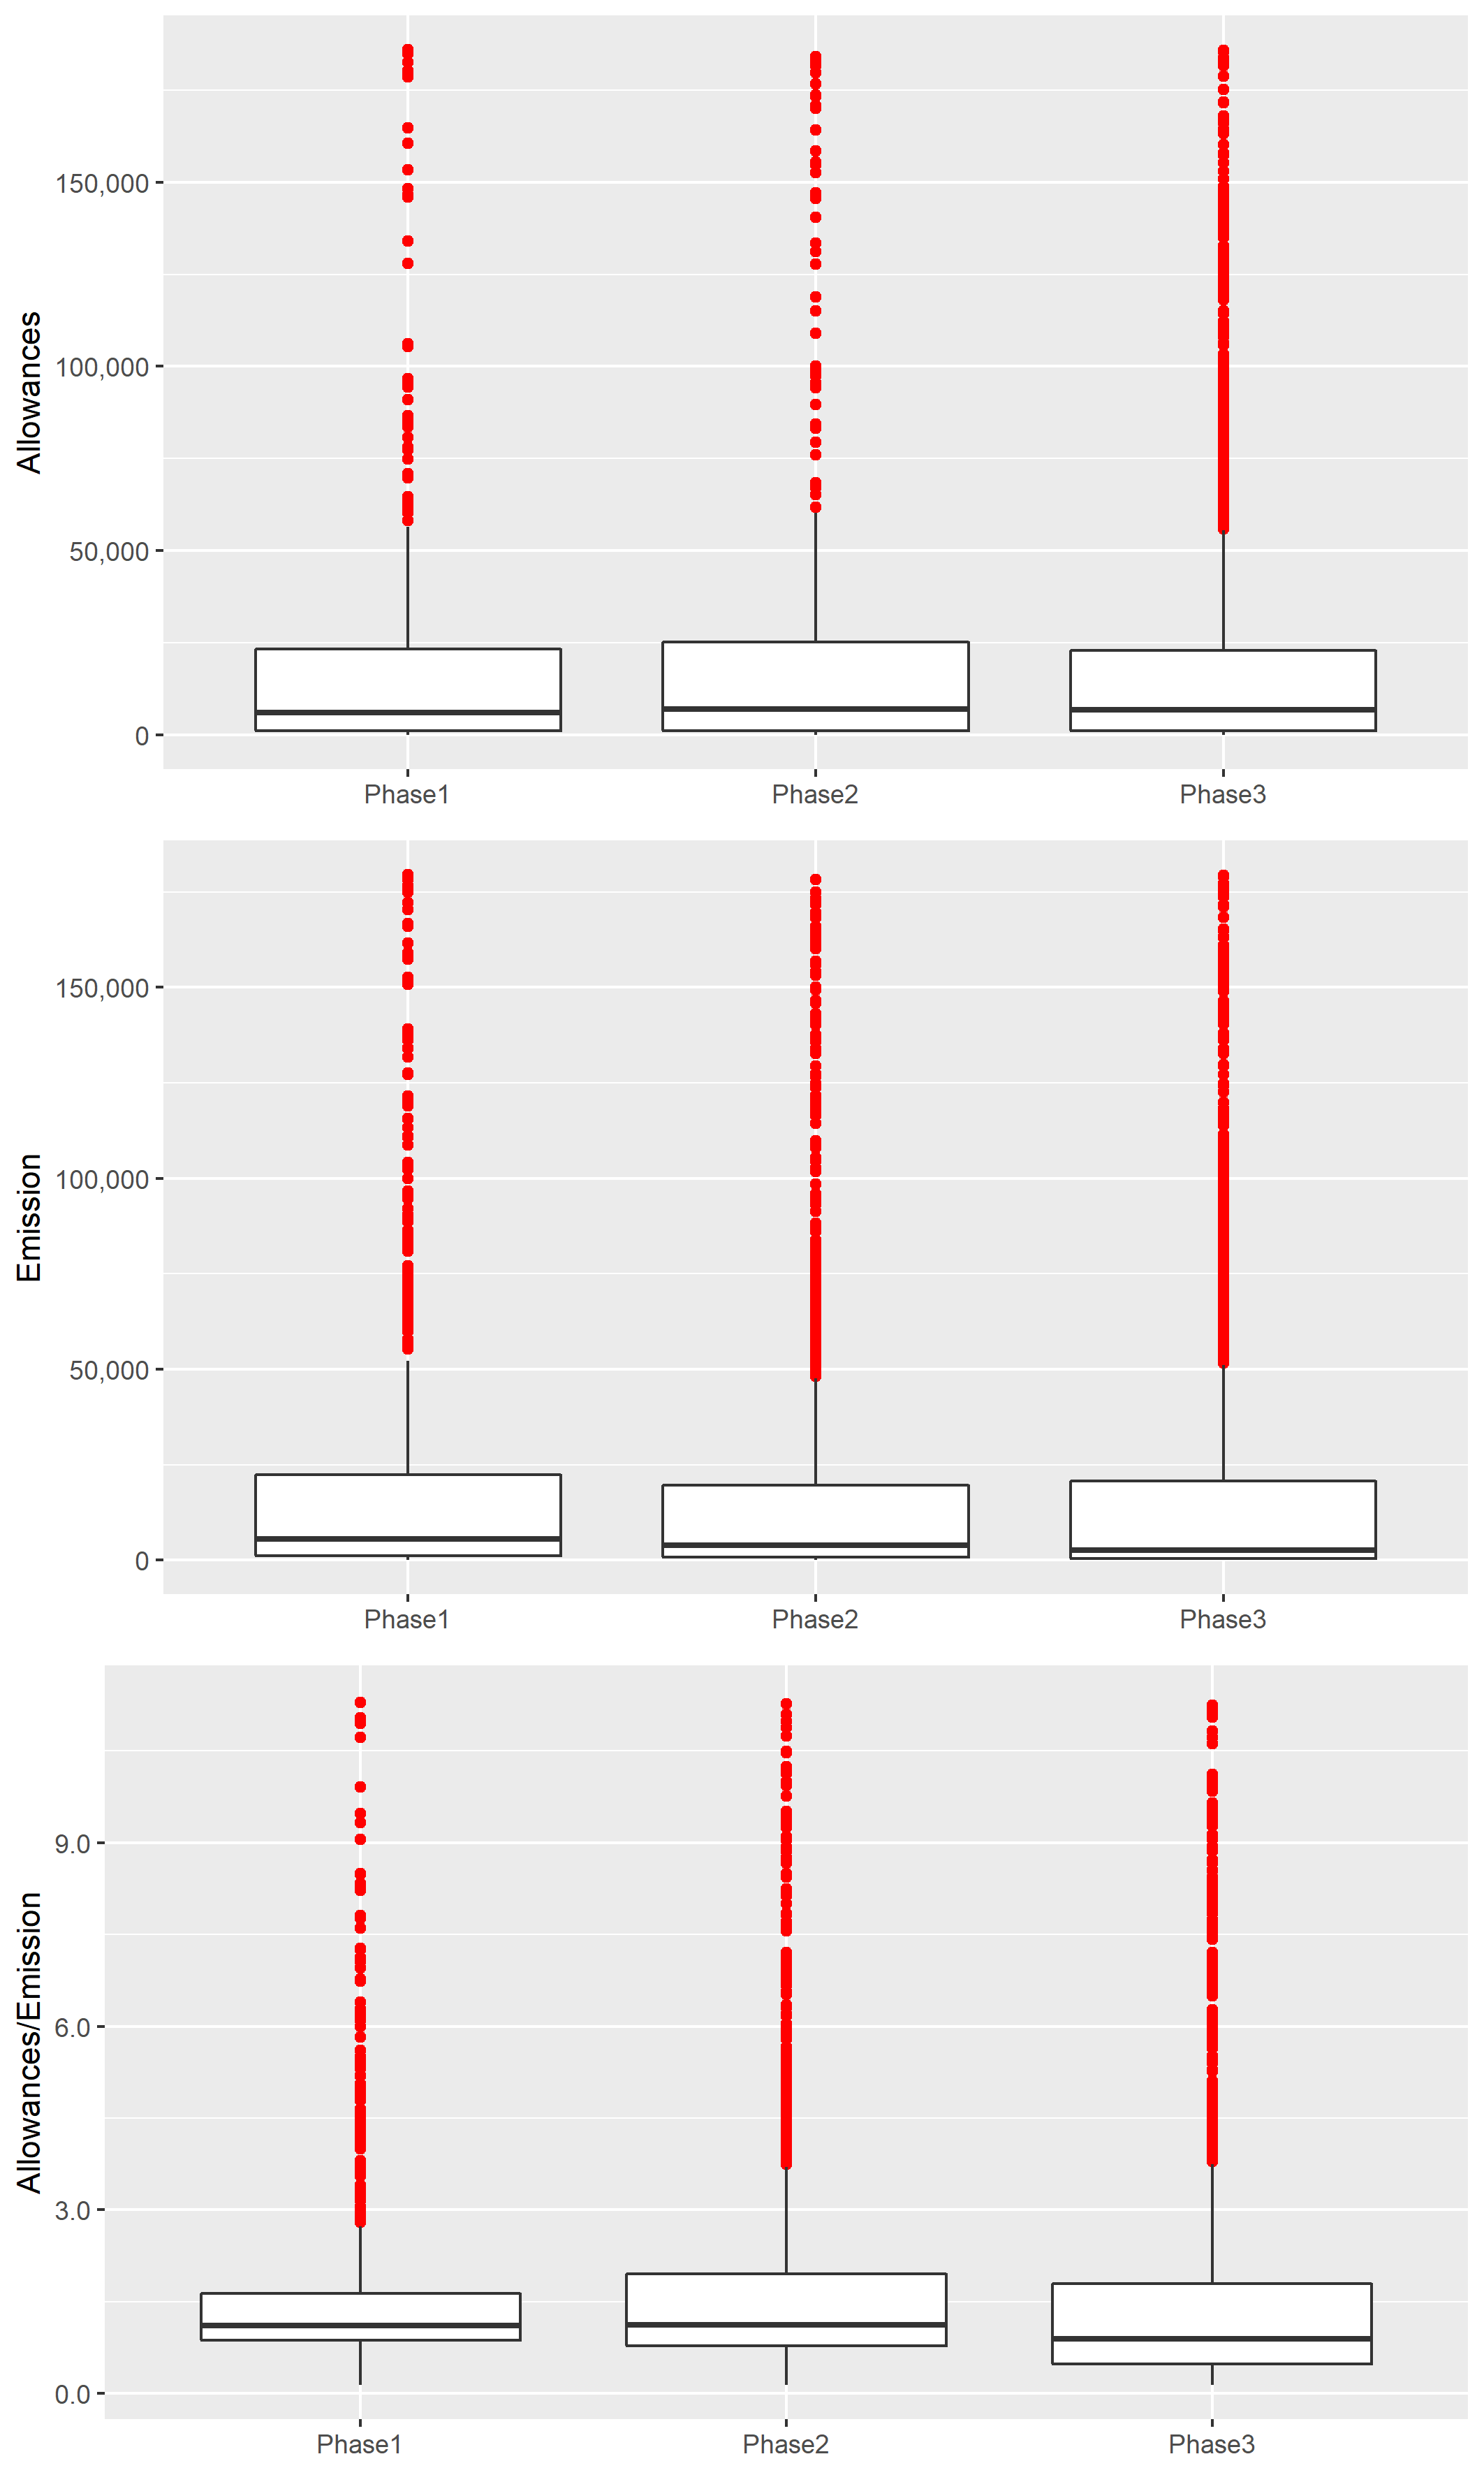 Allowances
150,000
100,000
50,000
0
Phase1 Phase2 Phase3
Emission
150,000
100,000
50,000
0
Phase1 Phase2 Phase3
Allowances/Emission
9.0
6.0
3.0
0.0
Phase1 Phase2 Phase3